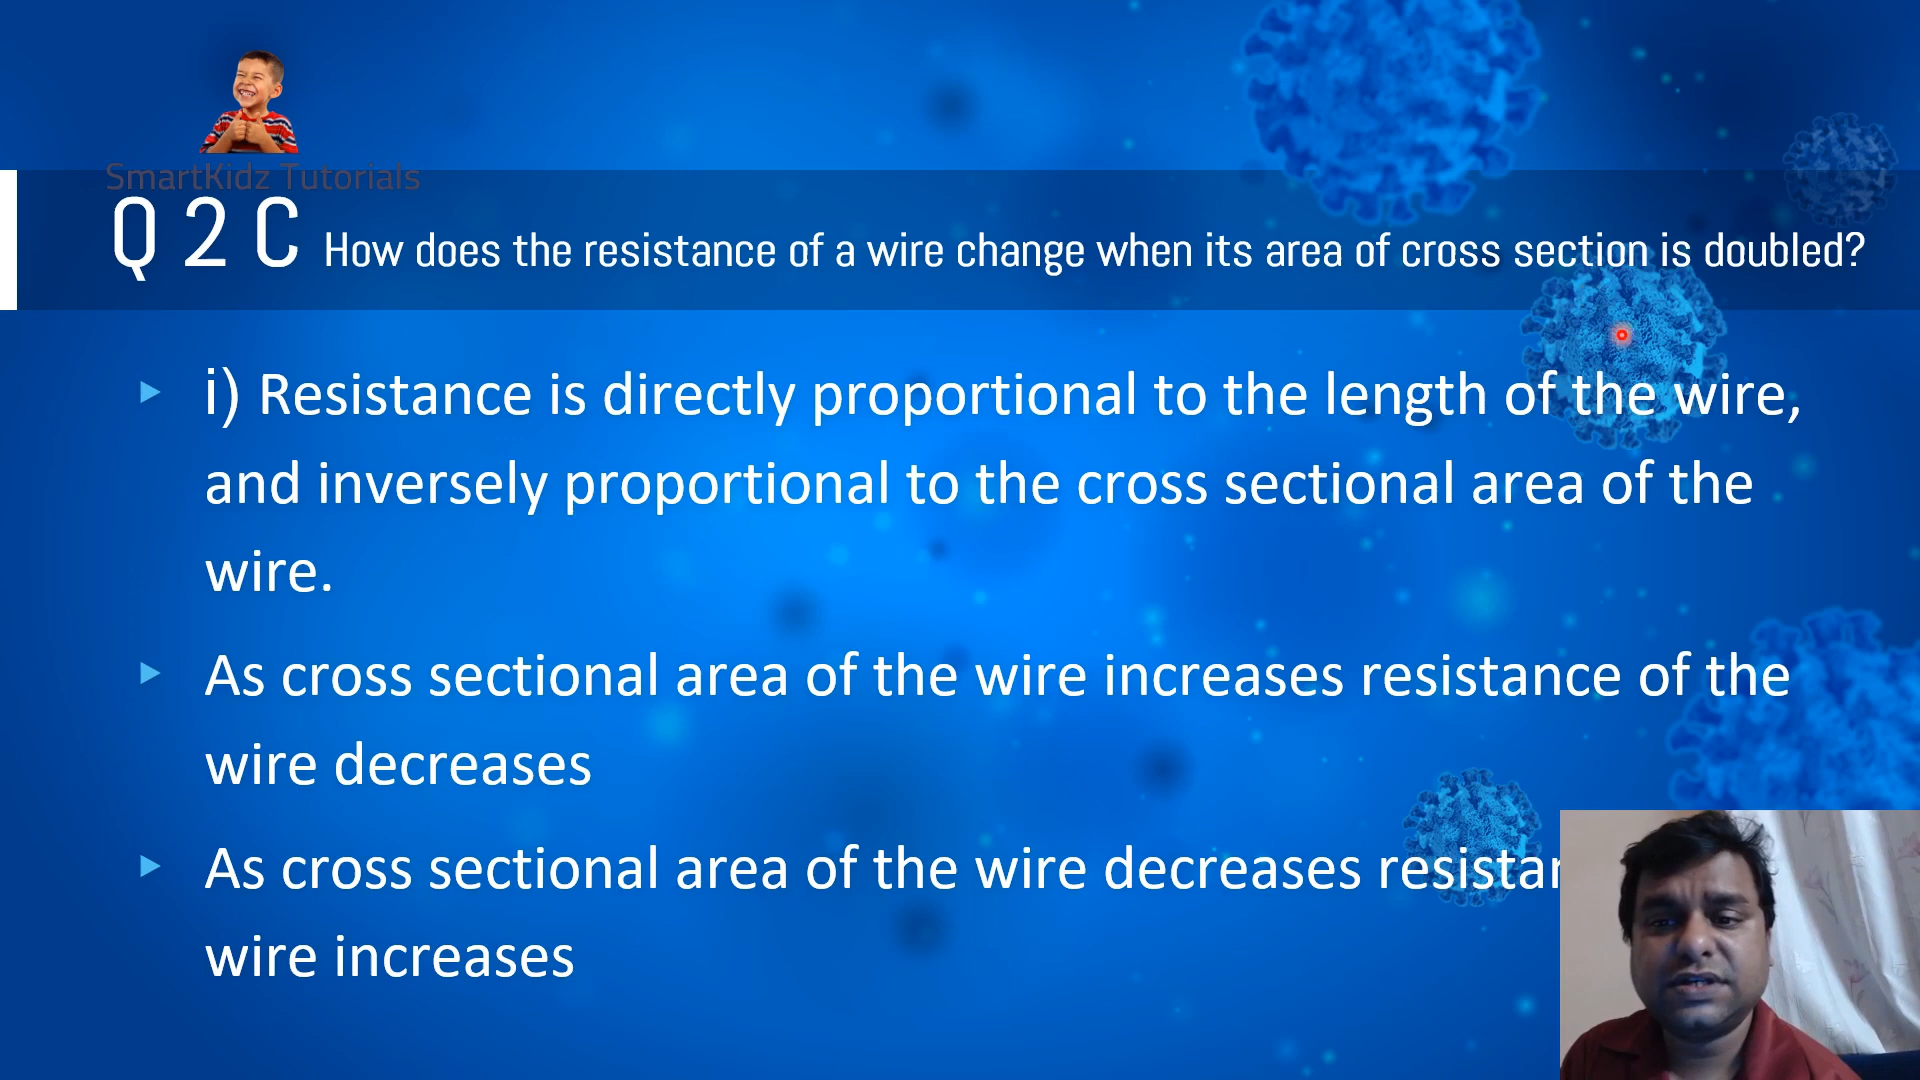 SmartKidz Tutorials
Q 2 C How does the resistance of a wire change when its area of cross section is doubled?
i) Resistance is directly proportional to the length of the wire,
and inversely proportional to the cross sectional area of the
wire.
As cross sectional area of the wire increases resistance of the
wire decreases
As cross sectional area of the wire decreases
wire increases